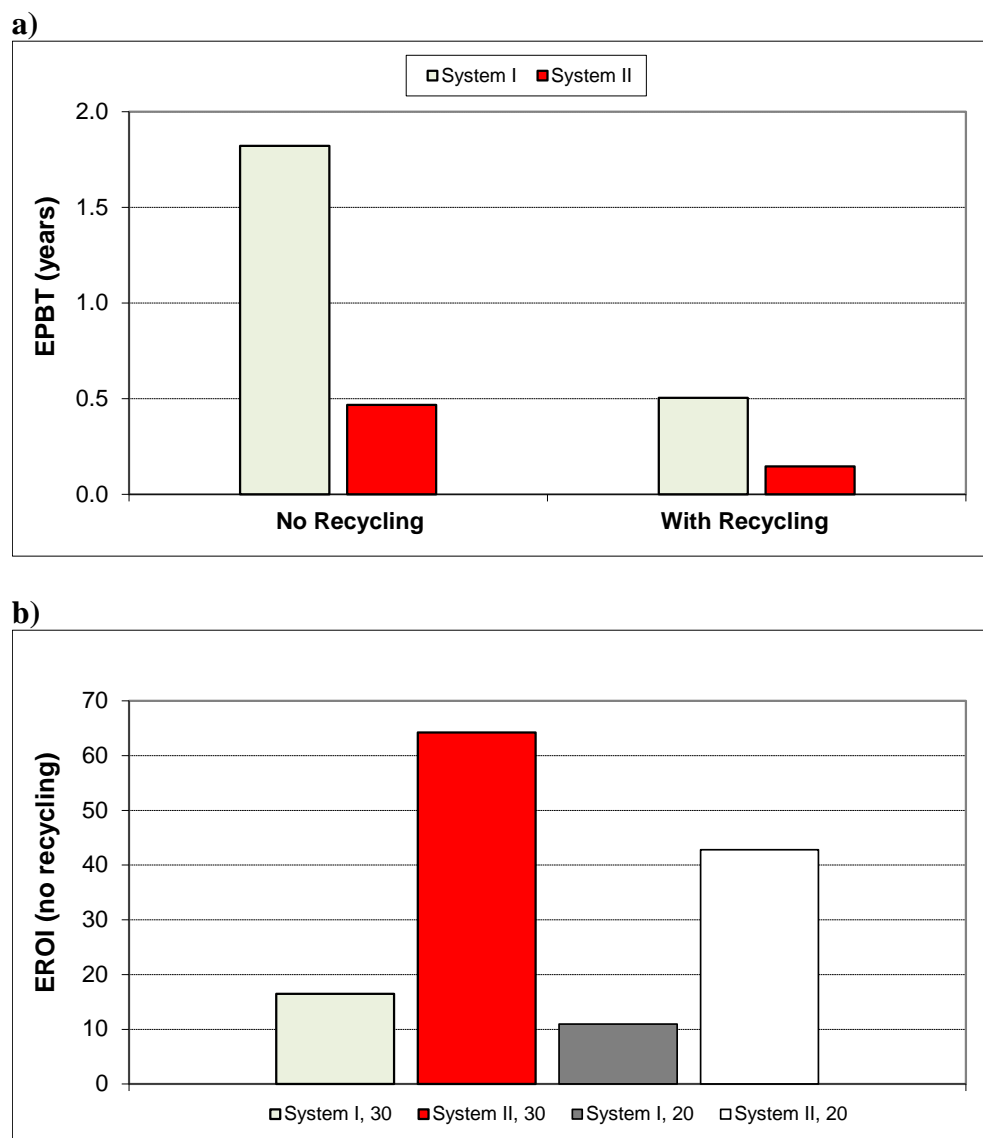 a)
System I System II
2.0
1.5
1.0
0.5
0.0
EPBT (years)
No Recycling With Recycling
b)
70
60
50
40
30
20
10
0
EROI (no recycling)
System I, 30 System II, 30 System I, 20 System II, 20